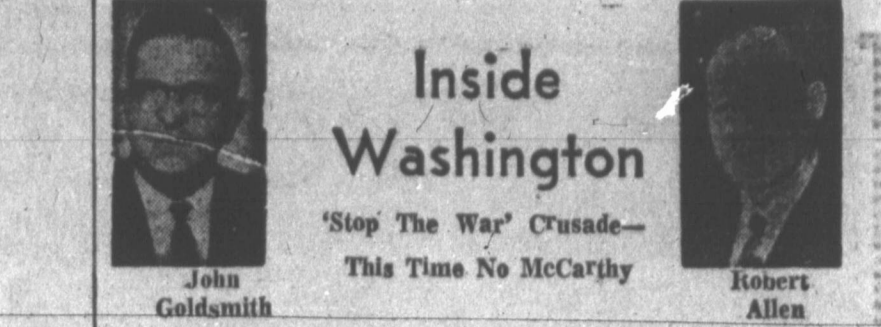 Inside
Washington
'Stop The War' Crusade—
This Time No McCarthy
John
Goldsmith
Robert
Allen